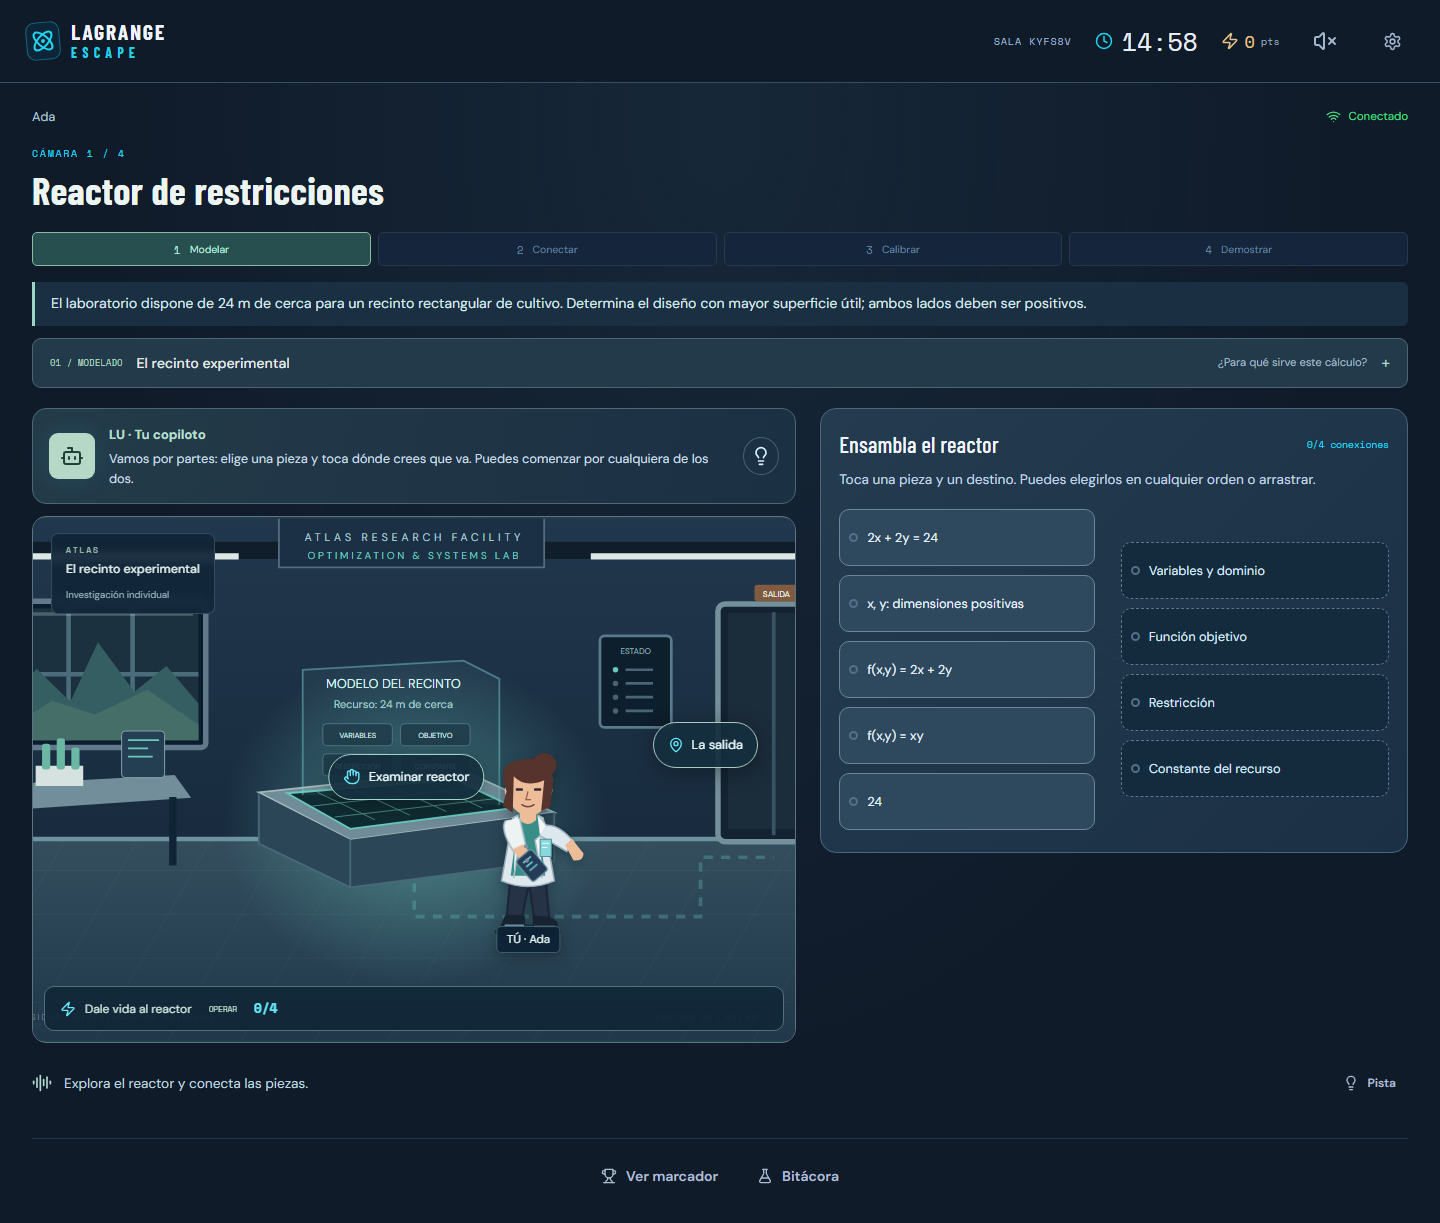 LAGRANGE
ESCAPE
SALA KYFS8V
14:58
0 pts
Ada
Conectado
CÁMARA 1 / 4
Reactor de restricciones
1 Modelar
2 Conectar
3 Calibrar
4 Demostrar
El laboratorio dispone de 24 m de cerca para un recinto rectangular de cultivo. Determina el diseño con mayor superficie útil; ambos lados deben ser positivos.
01 / MODELADO El recinto experimental
¿Para qué sirve este cálculo? +
LU · Tu copiloto
Vamos por partes: elige una pieza y toca dónde crees que va. Puedes comenzar por cualquiera de los
dos.
ATLAS RESEARCH FACILITY
OPTIMIZATION & SYSTEMS LAB
ATLAS
El recinto experimental
Investigación individual
SALIDA
ESTADO
MODELO DEL RECINTO
Recurso: 24 m de cerca
VARIABLES
OBJETIVO
La salida
Examinar reactor
TÚ · Ada
Dale vida al reactor OPERAR 0/4
Ensambla el reactor
0/4 conexiones
Toca una pieza y un destino. Puedes elegirlos en cualquier orden o arrastrar.
2x + 2y = 24
x, y: dimensiones positivas
f(x,y) = 2x + 2y
f(x,y) = xy
24
Variables y dominio
Función objetivo
Restricción
Constante del recurso
Explora el reactor y conecta las piezas.
Pista
Ver marcador
Bitácora